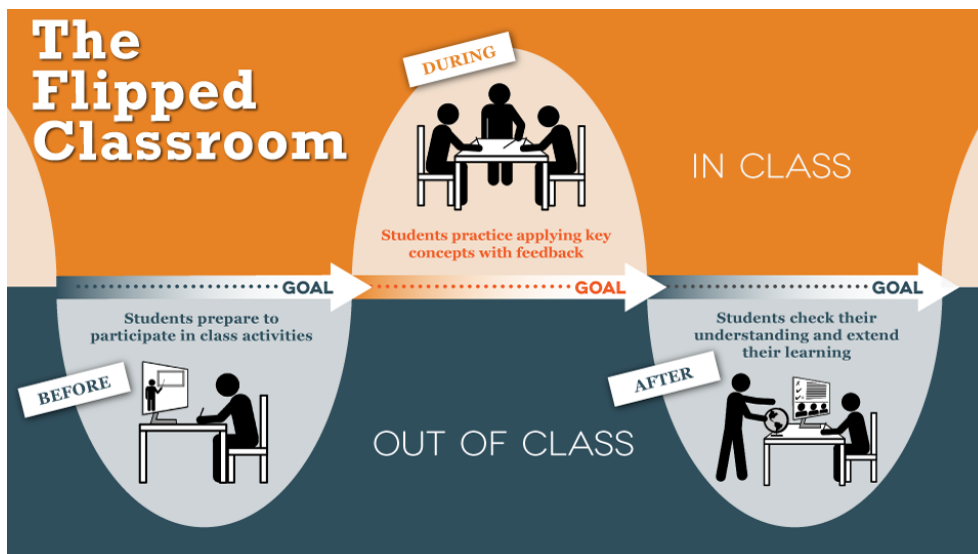 The
Flipped
Classroom
DURING
IN CLASS
Students practice applying key
concepts with feedback
GOAL
GOAL
GOAL
Students prepare to
participate in class activities
BEFORE
OUT OF CLASS
Students check their
understanding and extend
their learning
AFTER